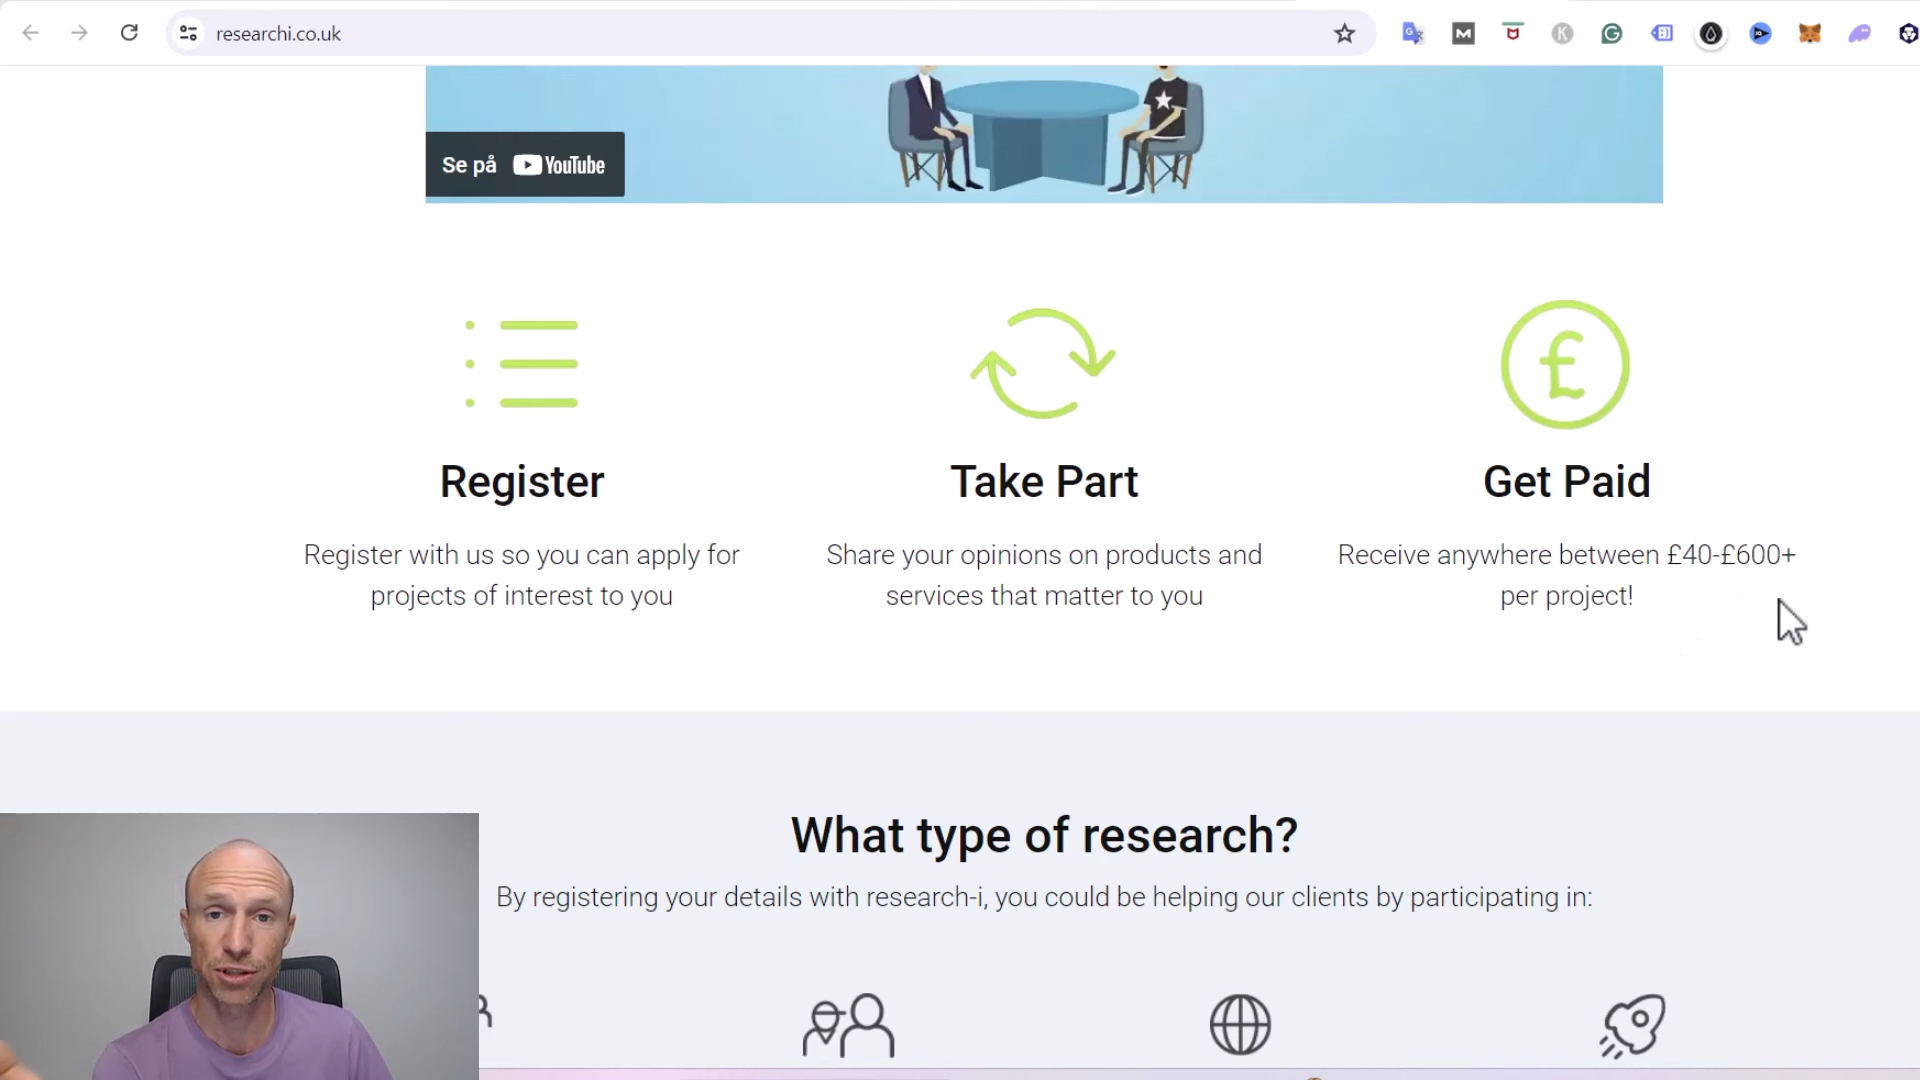 researchi.co.uk
Se på YouTube
Register
Take Part
Get Paid
Register with us so you can apply for
projects of interest to you
Share your opinions on products and
services that matter to you
Receive anywhere between £40-£600+
per project!
What type of research?
By registering your details with research-i, you could be helping our clients by participating in: